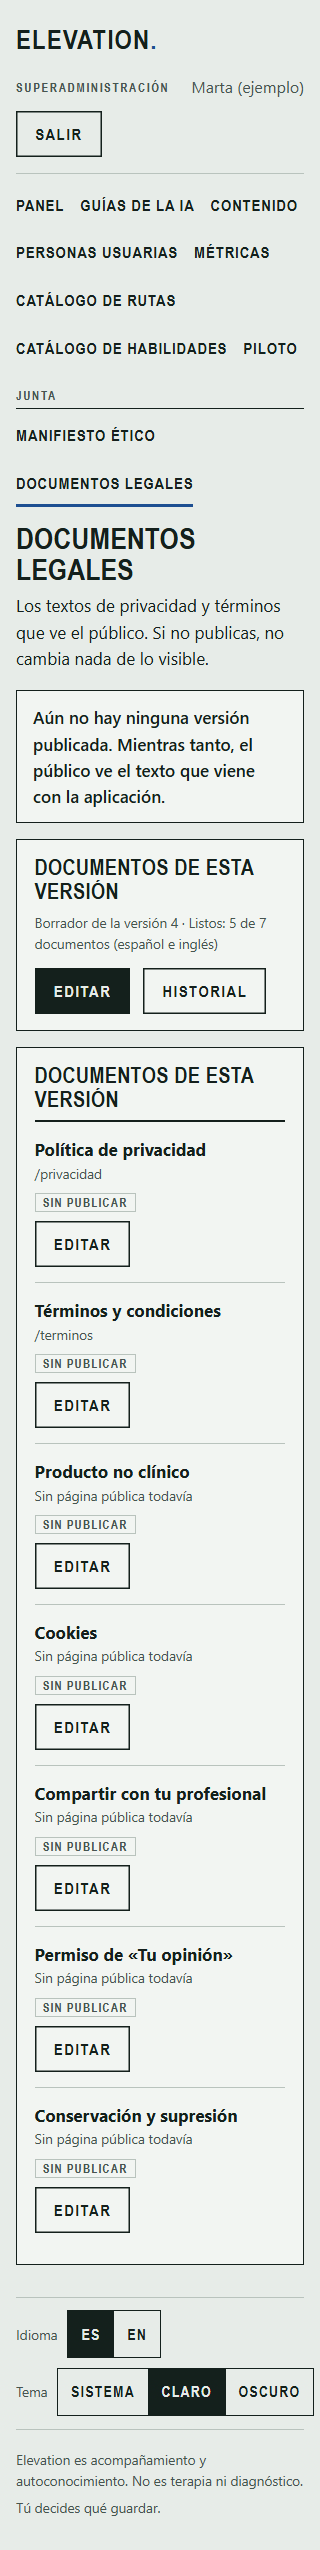 ELEVATION.
SUPERADMINISTRACIÓN Marta (ejemplo)
SALIR
PANEL GUÍAS DE LA IA CONTENIDO
PERSONAS USUARIAS MÉTRICAS
CATÁLOGO DE RUTAS
CATÁLOGO DE HABILIDADES PILOTO
JUNTA
MANIFIESTO ÉTICO
DOCUMENTOS LEGALES
DOCUMENTOS
LEGALES
Los textos de privacidad y términos
que ve el público. Si no publicas, no
cambia nada de lo visible.
Aún no hay ninguna versión
publicada. Mientras tanto, el
público ve el texto que viene
con la aplicación.
DOCUMENTOS DE ESTA
VERSIÓN
Borrador de la versión 4 · Listos: 5 de 7
documentos (español e inglés)
EDITAR HISTORIAL
DOCUMENTOS DE ESTA
VERSIÓN
Política de privacidad
/privacidad
SIN PUBLICAR
EDITAR
Términos y condiciones
/terminos
SIN PUBLICAR
EDITAR
Producto no clínico
Sin página pública todavía
SIN PUBLICAR
EDITAR
Cookies
Sin página pública todavía
SIN PUBLICAR
EDITAR
Compartir con tu profesional
Sin página pública todavía
SIN PUBLICAR
EDITAR
Permiso de «Tu opinión»
Sin página pública todavía
SIN PUBLICAR
EDITAR
Conservación y supresión
Sin página pública todavía
SIN PUBLICAR
EDITAR
Idioma ES EN
Tema SISTEMA CLARO OSCURO
Elevation es acompañamiento y
autoconocimiento. No es terapia ni diagnóstico.
Tú decides qué guardar.